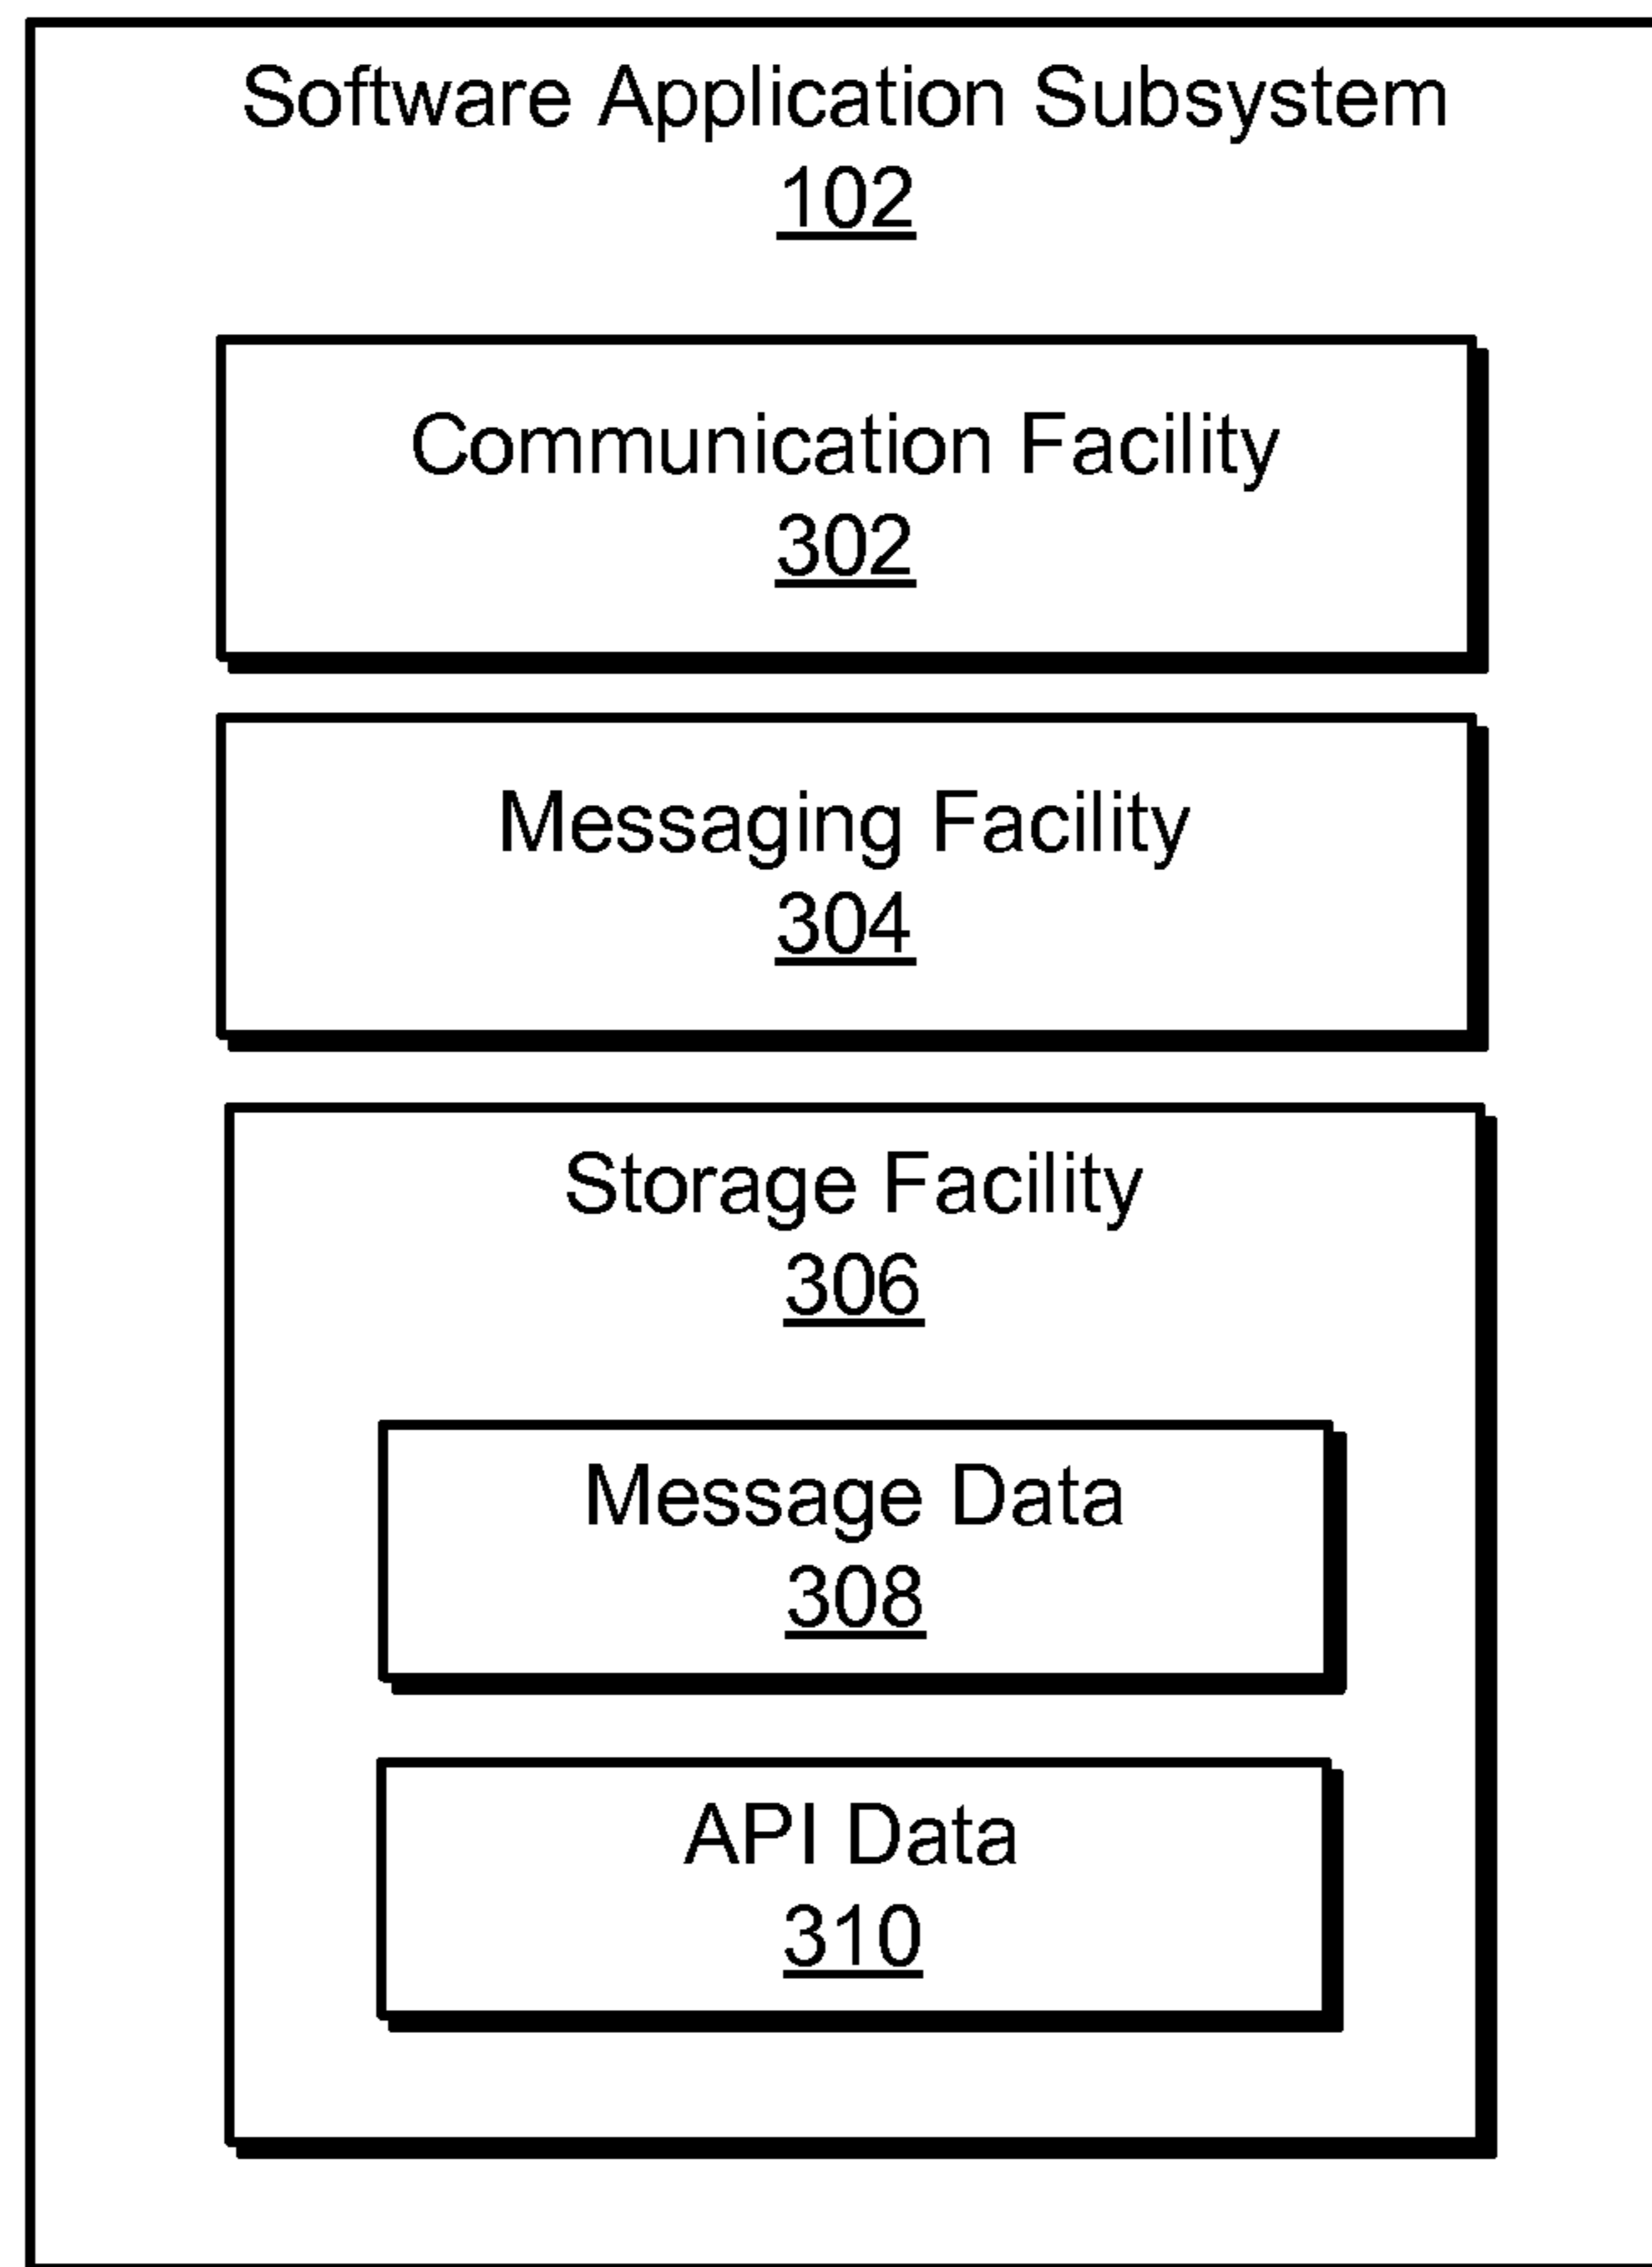 Software Application Subsystem
102
Communication Facility
302
Messaging Facility
304
Storage Facility
306
Message Data
308
API Data
310